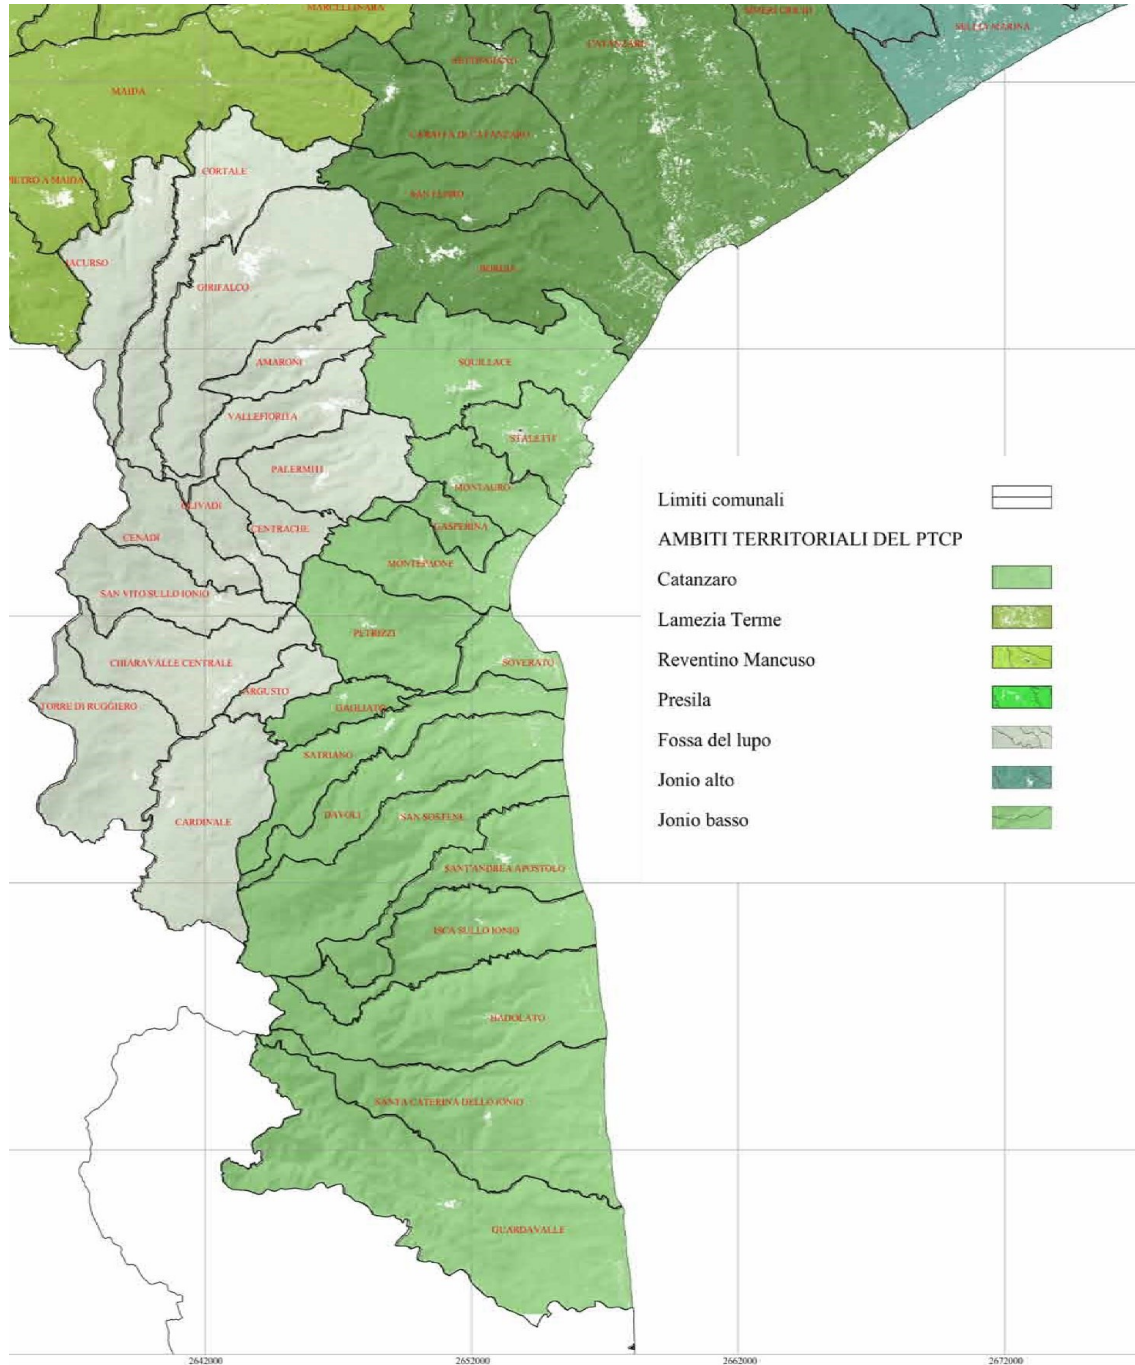 MARCELLINARA
SIMERI CRICHI
SELLIA MARINA
CATANZARO
SETTINGIANO
MAIDA
CARAFFA DI CATANZARO
CORTALE
PIETRO A MAIDA
SAN FLORO
JACURSO
BORGIA
GIRIFALCO
AMARONI
SQUILLACE
VALLEFIORITA
STALETTI
PALERMITI
MONTAURO
Limiti comunali
OLIVADI
CENTRACHE
GASPERINA
CENADI
AMBITI TERRITORIALI DEL PTCP
MONTEPAONE
Catanzaro
SAN VITO SULLO IONIO
Lamezia Terme
PETRIZZI
CHIARAVALLE CENTRALE
SOVERATO
Reventino Mancuso
ARGUSTO
Presila
TORRE DI RUGGIERO
GAGLIATO
Fossa del lupo
SATRIANO
Jonio alto
CARDINALE
DAVOLI
SAN SOSTENE
Jonio basso
SANT'ANDREA APOSTOLO
ISCA SULLO IONIO
BADOLATO
SANTA CATERINA DELLO IONIO
GUARDAVALLE
2642000
2652000
2662000
2672000